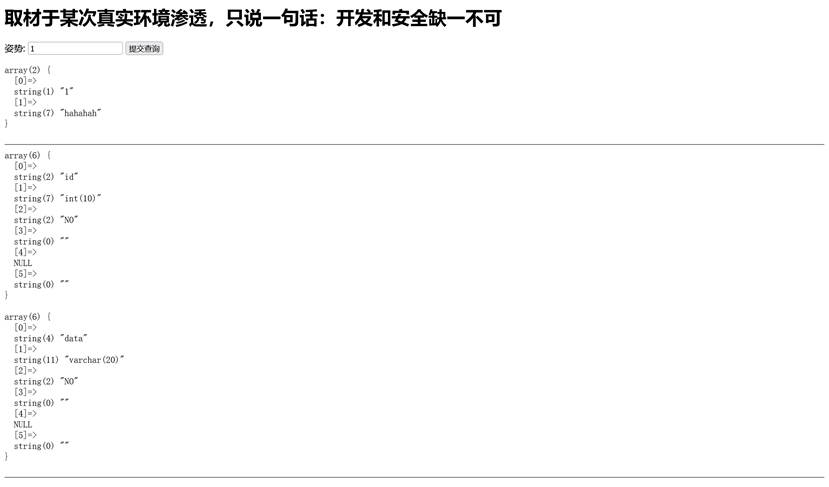 取材于某次真实环境渗透，只说一句话：开发和安全缺一不可
姿势: 1 提交查询
array(2) {
  [0]=>
  string(1) "1"
  [1]=>
  string(7) "hahahah"
}
array(6) {
  [0]=>
  string(2) "id"
  [1]=>
  string(7) "int(10)"
  [2]=>
  string(2) "NO"
  [3]=>
  string(0) ""
  [4]=>
  NULL
  [5]=>
  string(0) ""
}
array(6) {
  [0]=>
  string(4) "data"
  [1]=>
  string(11) "varchar(20)"
  [2]=>
  string(2) "NO"
  [3]=>
  string(0) ""
  [4]=>
  NULL
  [5]=>
  string(0) ""
}